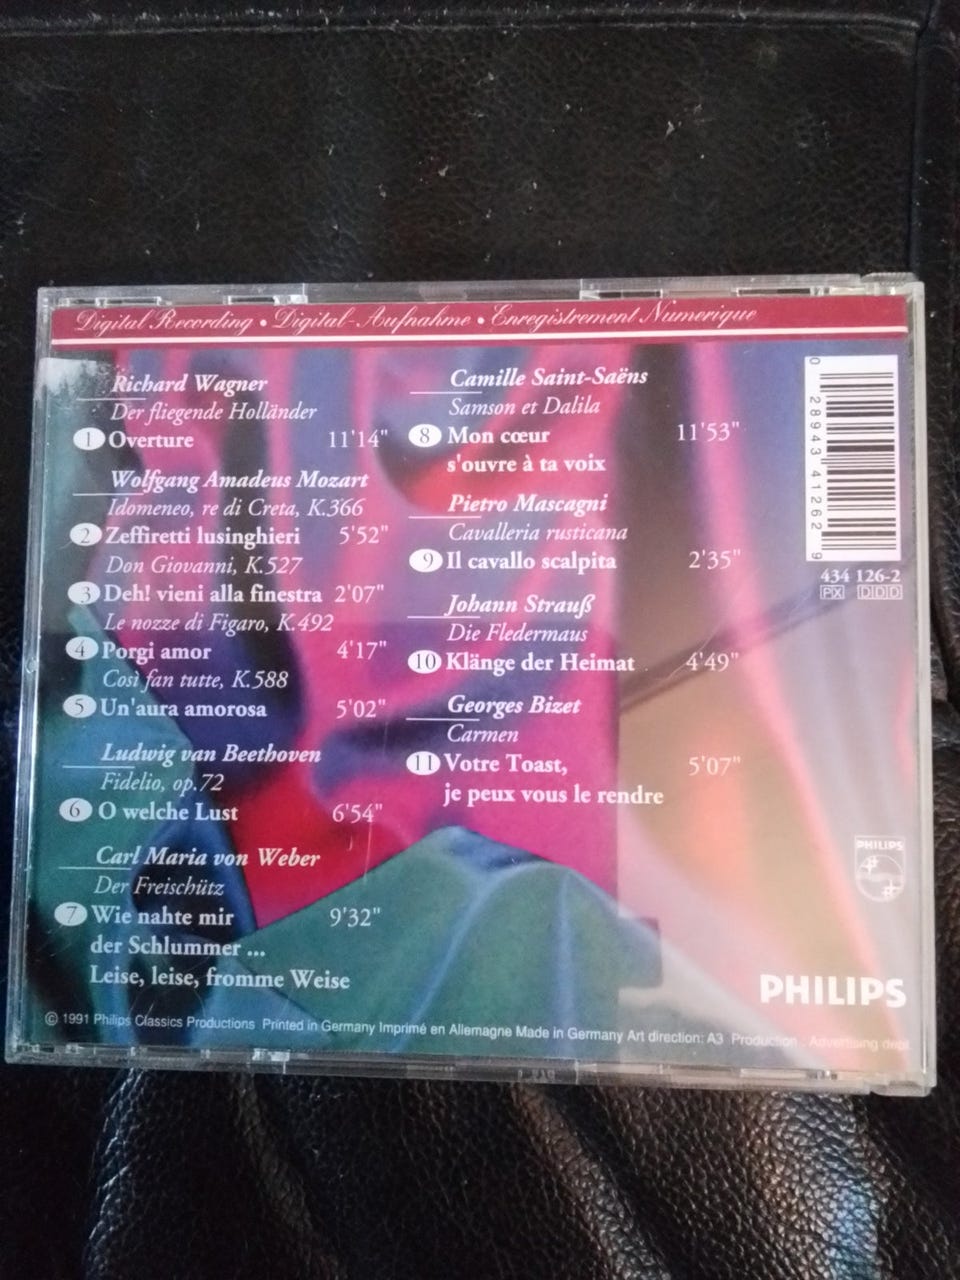 Digital Recording • Digital-Aufnahme • Enregistrement Numerique
Richard Wagner
Der fliegende Holländer
1 Overture 11'14"
Wolfgang Amadeus Mozart
Idomeneo, re di Creta, K.366
2 Zeffiretti lusinghieri 5'52"
Don Giovanni, K.527
3 Deh! vieni alla finestra 2'07"
Le nozze di Figaro, K.492
4 Porgi amor 4'17"
Così fan tutte, K.588
5 Un'aura amorosa 5'02"
Ludwig van Beethoven
Fidelio, op.72
6 O welche Lust 6'54"
Carl Maria von Weber
Der Freischütz
7 Wie nahte mir 9'32"
der Schlummer ...
Leise, leise, fromme Weise
Camille Saint-Saëns
Samson et Dalila
8 Mon cœur 11'53"
s'ouvre à ta voix
Pietro Mascagni
Cavalleria rusticana
9 Il cavallo scalpita 2'35"
Johann Strauß
Die Fledermaus
10 Klänge der Heimat 4'49"
Georges Bizet
Carmen
11 Votre Toast, 5'07"
je peux vous le rendre
0 28943 41262 9
434 126-2
PX DDD
PHILIPS
PHILIPS
© 1991 Philips Classics Productions Printed in Germany Imprimé en Allemagne Made in Germany Art direction: A3 Production . Advertising dept